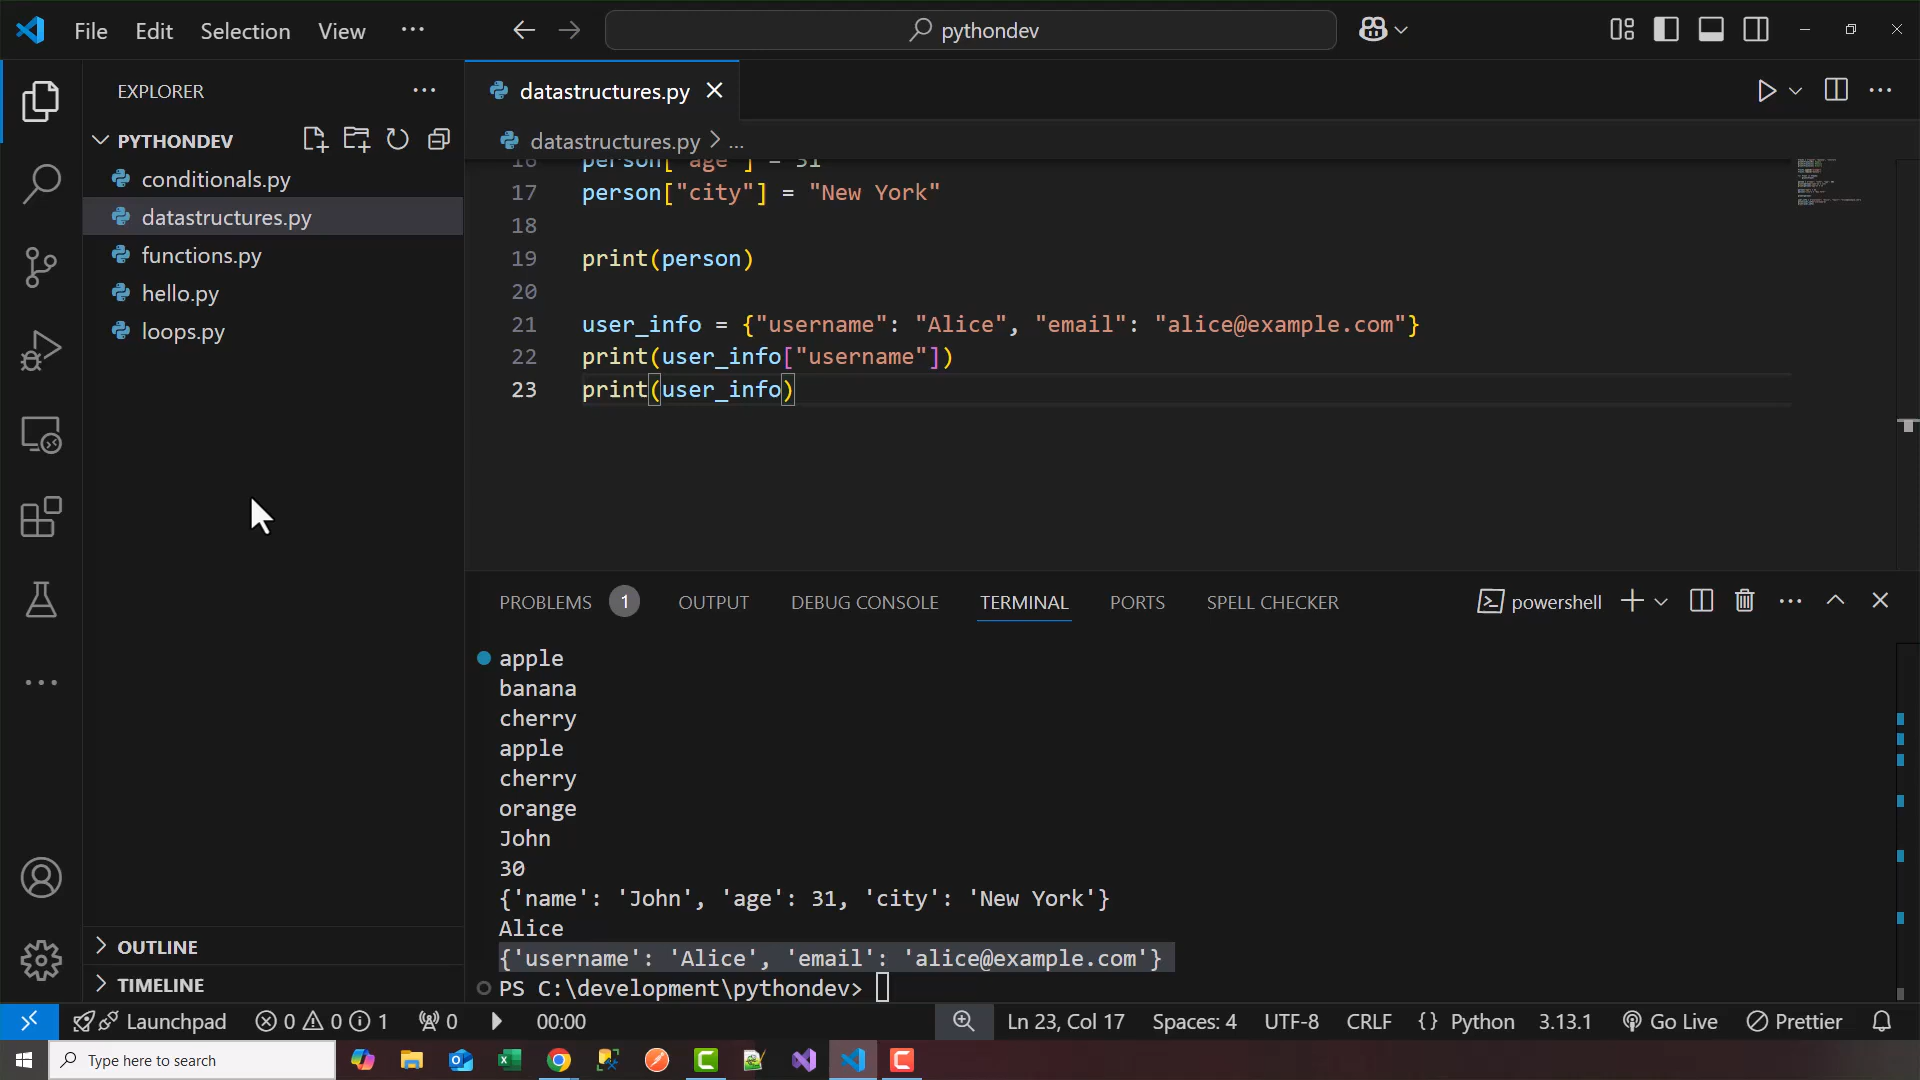 File Edit Selection View ... pythondev
EXPLORER ...
PYTHONDEV
conditionals.py
datastructures.py
functions.py
hello.py
loops.py
OUTLINE
TIMELINE
datastructures.py
datastructures.py > ...
16 person["age"] = 31
17 person["city"] = "New York"
18
19 print(person)
20
21 user_info = {"username": "Alice", "email": "alice@example.com"}
22 print(user_info["username"])
23 print(user_info)
PROBLEMS 1 OUTPUT DEBUG CONSOLE TERMINAL PORTS SPELL CHECKER powershell
apple
banana
cherry
apple
cherry
orange
John
30
{'name': 'John', 'age': 31, 'city': 'New York'}
Alice
{'username': 'Alice', 'email': 'alice@example.com'}
PS C:\development\pythondev>
Launchpad 0 0 1 0 00:00 Ln 23, Col 17 Spaces: 4 UTF-8 CRLF {} Python 3.13.1 Go Live Prettier
Type here to search